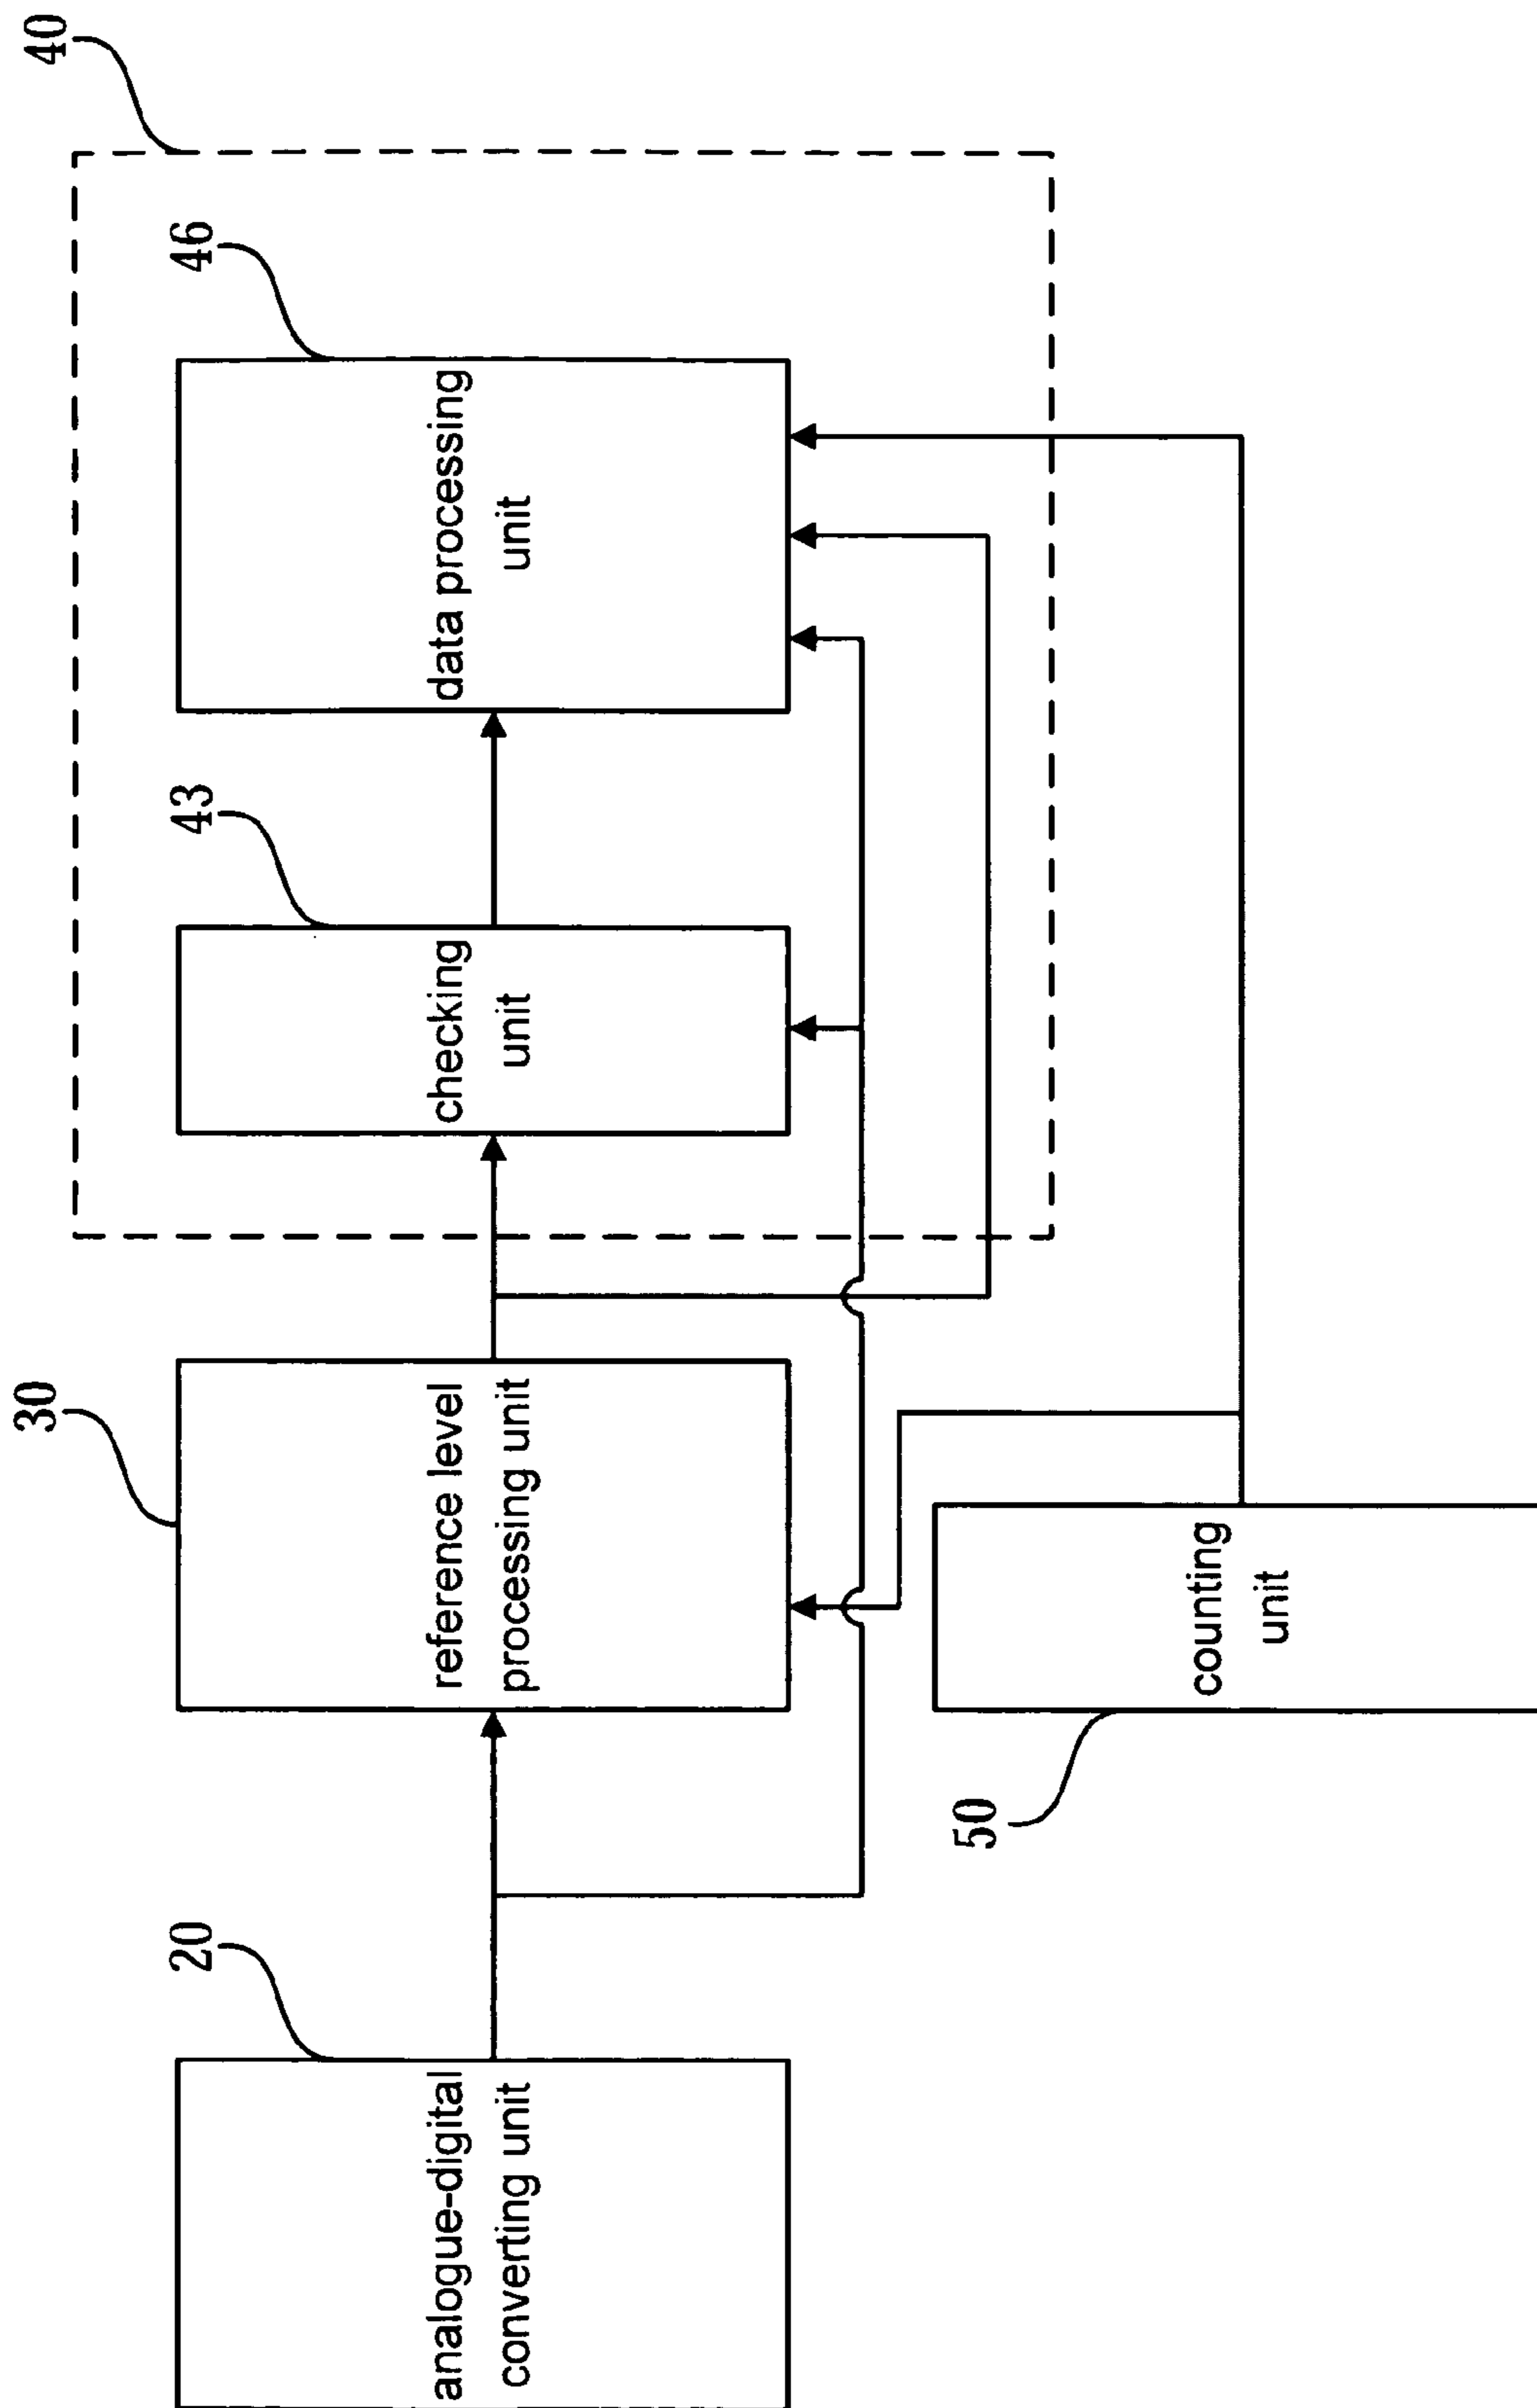 40
46
data processing
unit
43
checking
unit
30
reference level
processing unit
20
analogue-digital
converting unit
50
counting
unit